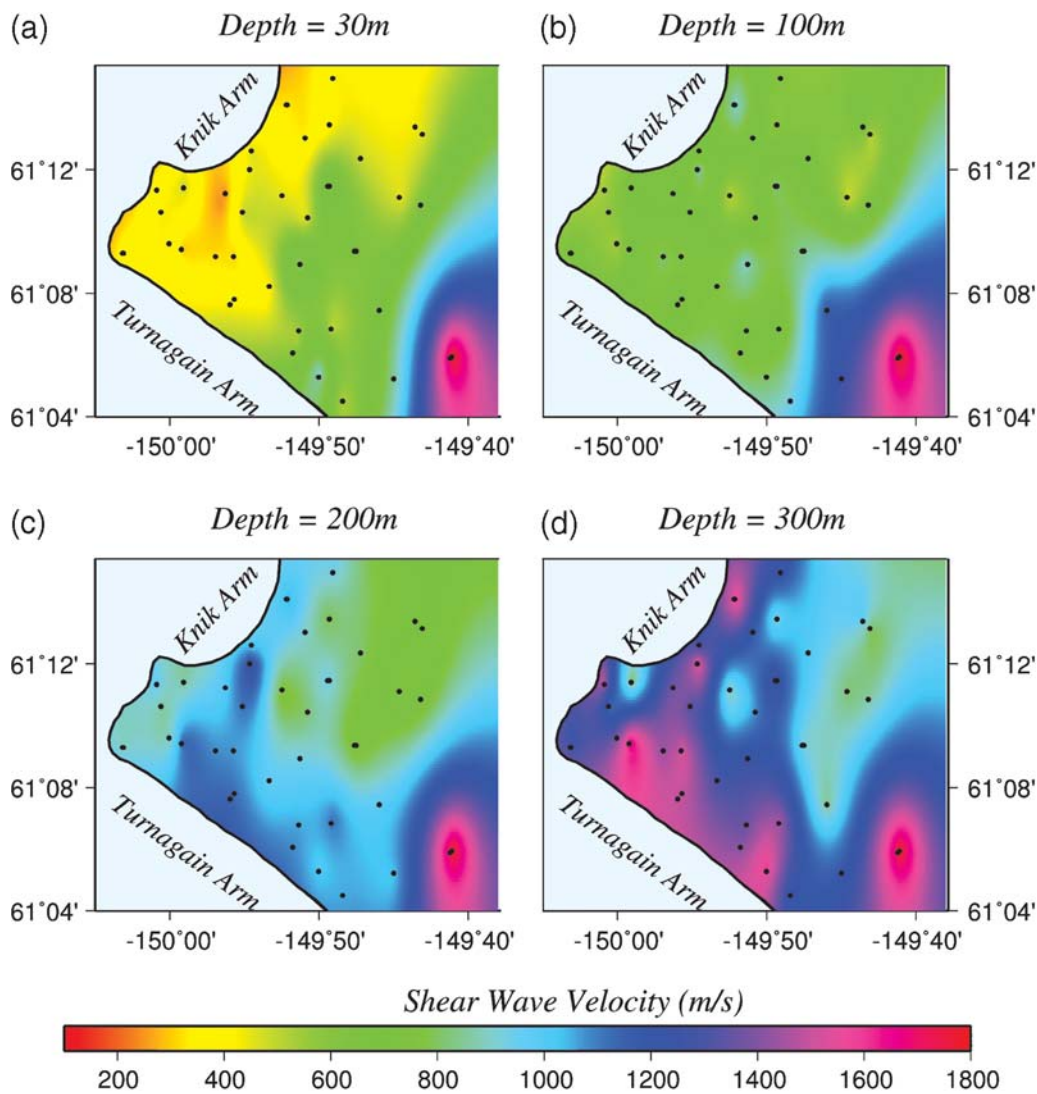 (a) Depth = 30m
(b) Depth = 100m
Knik Arm
Turnagain Arm
61˚12'
61˚08'
61˚04'
-150˚00' -149˚50' -149˚40'
Knik Arm
Turnagain Arm
61˚12'
61˚08'
61˚04'
-150˚00' -149˚50' -149˚40'
(c) Depth = 200m
(d) Depth = 300m
Knik Arm
Turnagain Arm
61˚12'
61˚08'
61˚04'
-150˚00' -149˚50' -149˚40'
Knik Arm
Turnagain Arm
61˚12'
61˚08'
61˚04'
-150˚00' -149˚50' -149˚40'
Shear Wave Velocity (m/s)
200 400 600 800 1000 1200 1400 1600 1800